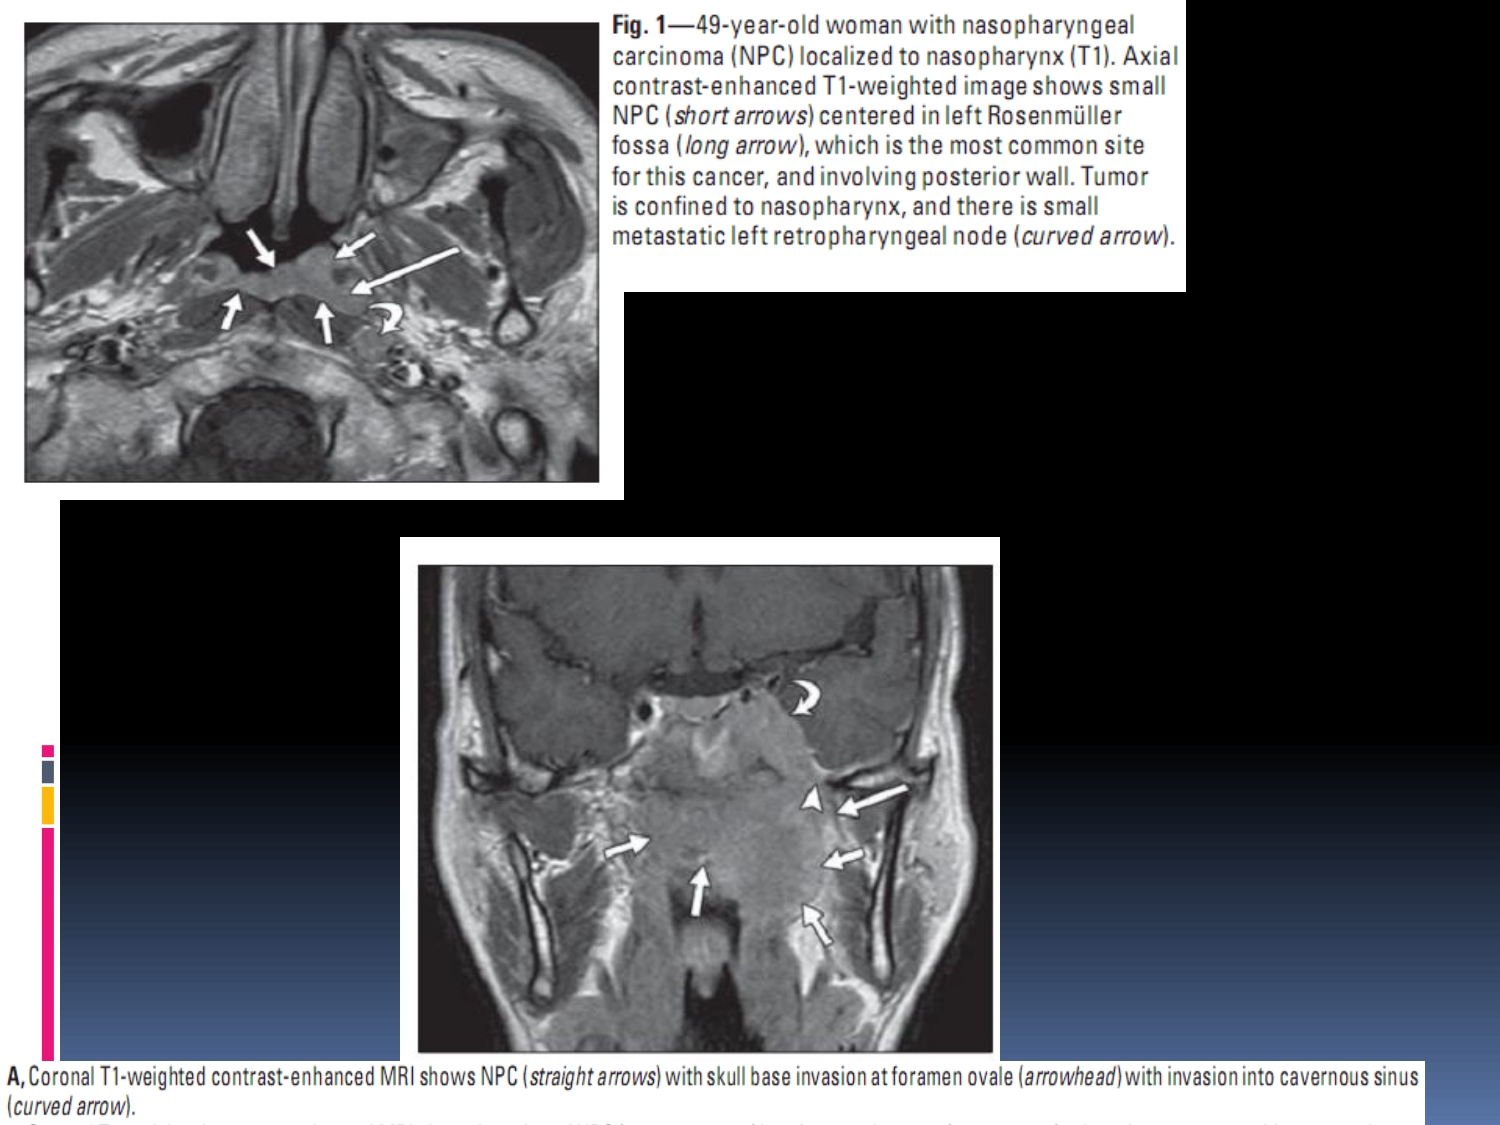 Fig. 1—49-year-old woman with nasopharyngeal
carcinoma (NPC) localized to nasopharynx (T1). Axial
contrast-enhanced T1-weighted image shows small
NPC (short arrows) centered in left Rosenmüller
fossa (long arrow), which is the most common site
for this cancer, and involving posterior wall. Tumor
is confined to nasopharynx, and there is small
metastatic left retropharyngeal node (curved arrow).
A, Coronal T1-weighted contrast-enhanced MRI shows NPC (straight arrows) with skull base invasion at foramen ovale (arrowhead) with invasion into cavernous sinus
(curved arrow).